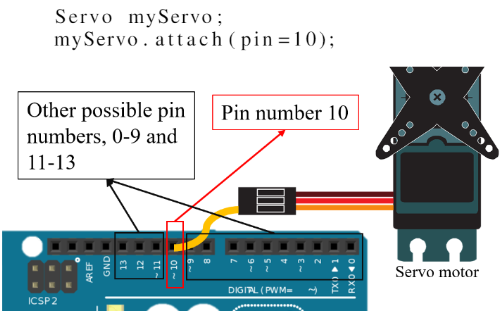 Servo myServo;
myServo.attach(pin=10);
Other possible pin
numbers, 0-9 and
11-13
Pin number 10
AREF
GND
13
12
~11
~10
~9
8
7
~6
~5
4
~3
2
TX0 ▶ 1
RX0 ◀ 0
DIGITAL (PWM= ~)
ICSP2
Servo motor